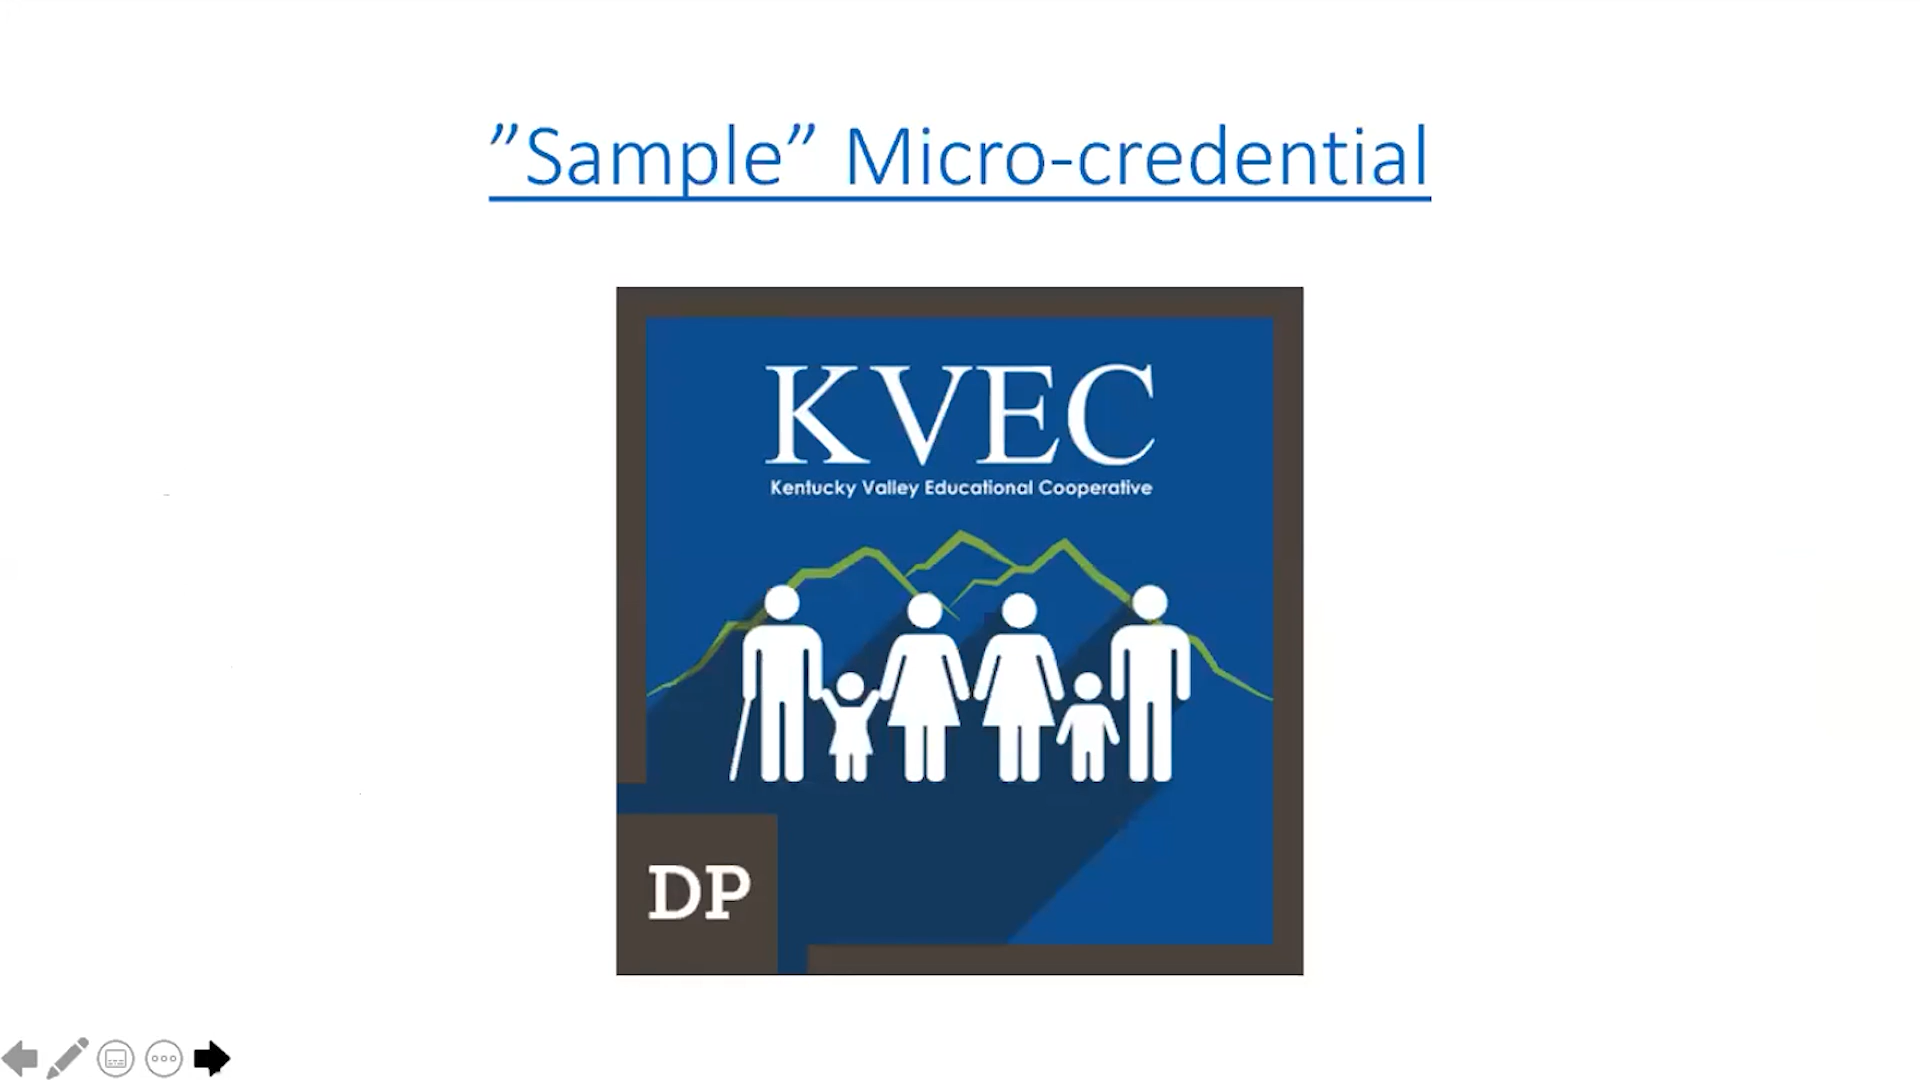 ”Sample” Micro-credential
KVEC
Kentucky Valley Educational Cooperative
DP